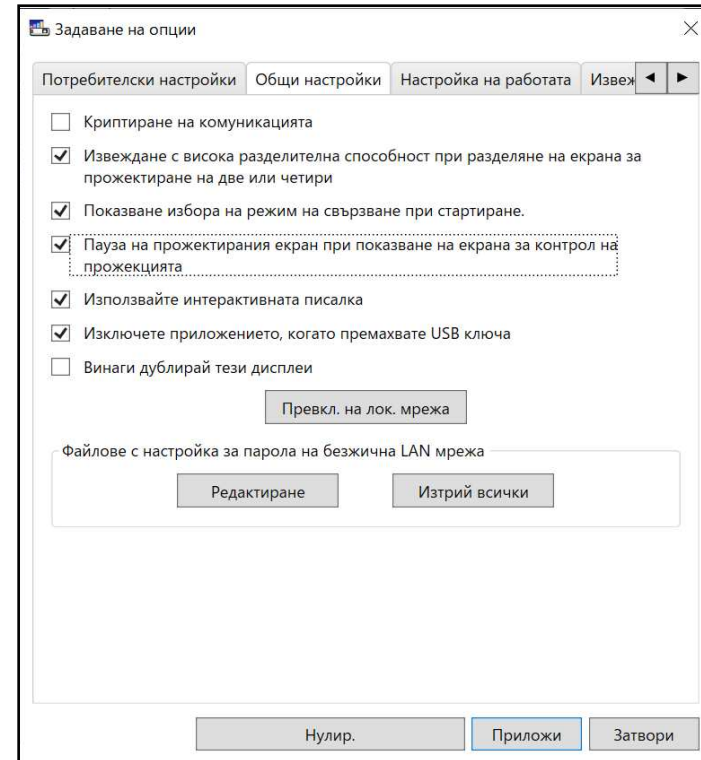 Задаване на опции
Потребителски настройки Общи настройки Настройка на работата Извеж
Криптиране на комуникацията
Извеждане с висока разделителна способност при разделяне на екрана за
прожектиране на две или четири
Показване избора на режим на свързване при стартиране.
Пауза на прожектирания екран при показване на екрана за контрол на
прожекцията
Използвайте интерактивната писалка
Изключете приложението, когато премахвате USB ключа
Винаги дублирай тези дисплеи
Превкл. на лок. мрежа
Файлове с настройка за парола на безжична LAN мрежа
Редактиране Изтрий всички
Нулир. Приложи Затвори